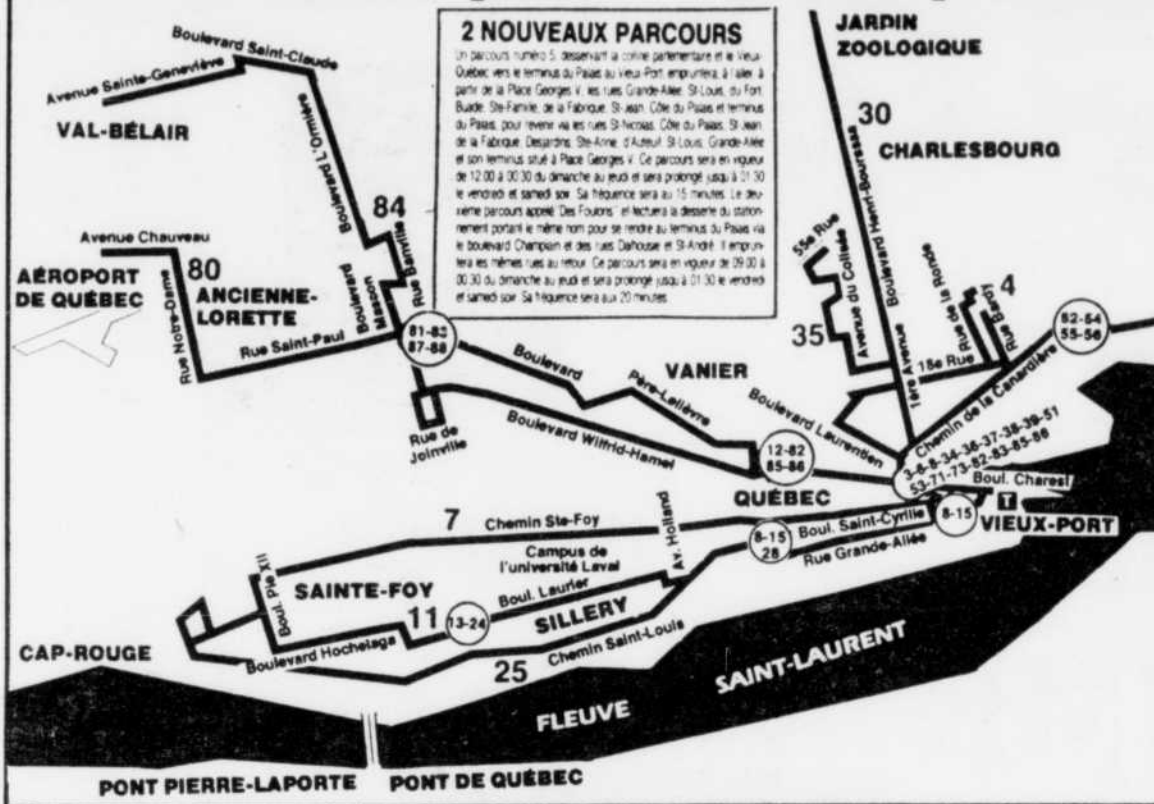 2 NOUVEAUX PARCOURS
Un parcours numéro 5, desservant la colline parlementaire et le Vieux-
Québec vers le terminus du Palais au Vieux-Port, empruntera, à l'aller, à
partir de la Place Georges V, les rues Grande-Allée, St-Louis, du Fort,
Buade, Ste-Famile, de la Fabrique, St-Jean, Côte du Palais et terminus
du Palais, pour revenir via les rues St-Nicolas, Côte du Palais, St-Jean,
de la Fabrique, Desjardins, Ste-Anne, d'Auteuil, St-Louis, Grande-Allée
et son terminus situé à Place Georges V. Ce parcours sera en vigueur
de 12:00 à 00:30 du dimanche au jeudi et sera prolongé jusqu'à 01:30
le vendredi et samedi soir. Sa fréquence sera au 15 minutes. Le deu-
xième parcours appelé "Des Foulons" effectuera la desserte du station-
nement portant le même nom pour se rendre au terminus du Palais via
le boulevard Champlain et des rues Dalhousie et St-André. Il emprun-
tera les mêmes rues au retour. Ce parcours sera en vigueur de 09:00 à
00:30 du dimanche au jeudi et sera prolongé jusqu'à 01:30 le vendredi
et samedi soir. Sa fréquence sera aux 20 minutes.
JARDIN
ZOOLOGIQUE
Boulevard Saint-Claude
Avenue Sainte-Geneviève
VAL-BÉLAIR
Boulevard L'Ormière
30
CHARLESBOURG
Boulevard Henri-Bourassa
84
Rue Banville
Boulevard
Masson
Avenue Chauveau
80
AÉROPORT
DE QUÉBEC
ANCIENNE-
LORETTE
Rue Notre-Dame
Rue Saint-Paul
81-83
87-88
55e Rue
Avenue du Colisée
35
Rue de la Ronde
Rue Bardy
4
52-54
55-56
1ère Avenue
18e Rue
Boulevard
Père-Lelièvre
VANIER
Boulevard Laurentien
Chemin de la Canardière
Rue de
Joinville
Boulevard Wilfrid-Hamel
12-82
85-86
3-6-8-34-36-37-38-39-51
53-71-73-82-83-85-86
Boul. Charest
T
VIEUX-PORT
QUÉBEC
7
Chemin Ste-Foy
Av. Holland
8-15
28
Boul. Saint-Cyrille
8-15
Rue Grande-Allée
Campus de
l'université Laval
Boul. Pie XII
SAINTE-FOY
Boul. Laurier
SILLERY
11
13-24
Boulevard Hochelaga
CAP-ROUGE
25
Chemin Saint-Louis
FLEUVE
SAINT-LAURENT
PONT PIERRE-LAPORTE
PONT DE QUÉBEC